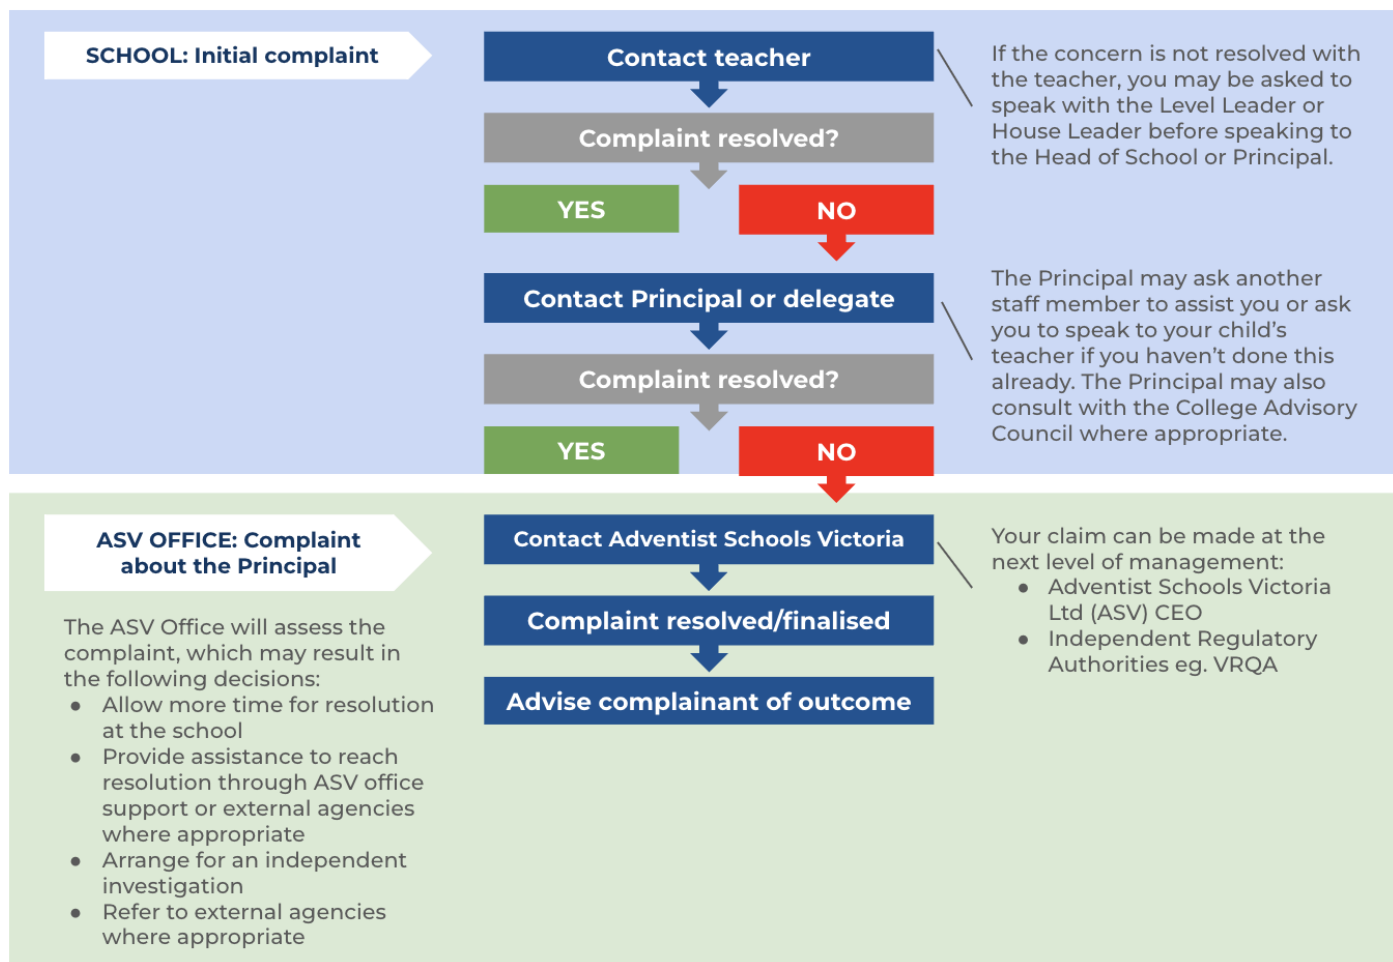 SCHOOL: Initial complaint
Contact teacher
If the concern is not resolved with
the teacher, you may be asked to
speak with the Level Leader or
House Leader before speaking to
the Head of School or Principal.
Complaint resolved?
YES
NO
Contact Principal or delegate
The Principal may ask another
staff member to assist you or ask
you to speak to your child’s
teacher if you haven’t done this
already. The Principal may also
consult with the College Advisory
Council where appropriate.
Complaint resolved?
YES
NO
ASV OFFICE: Complaint
about the Principal
The ASV Office will assess the
complaint, which may result in
the following decisions:
● Allow more time for resolution
at the school
● Provide assistance to reach
resolution through ASV office
support or external agencies
where appropriate
● Arrange for an independent
investigation
● Refer to external agencies
where appropriate
Contact Adventist Schools Victoria
Your claim can be made at the
next level of management:
● Adventist Schools Victoria
Ltd (ASV) CEO
● Independent Regulatory
Authorities eg. VRQA
Complaint resolved/finalised
Advise complainant of outcome